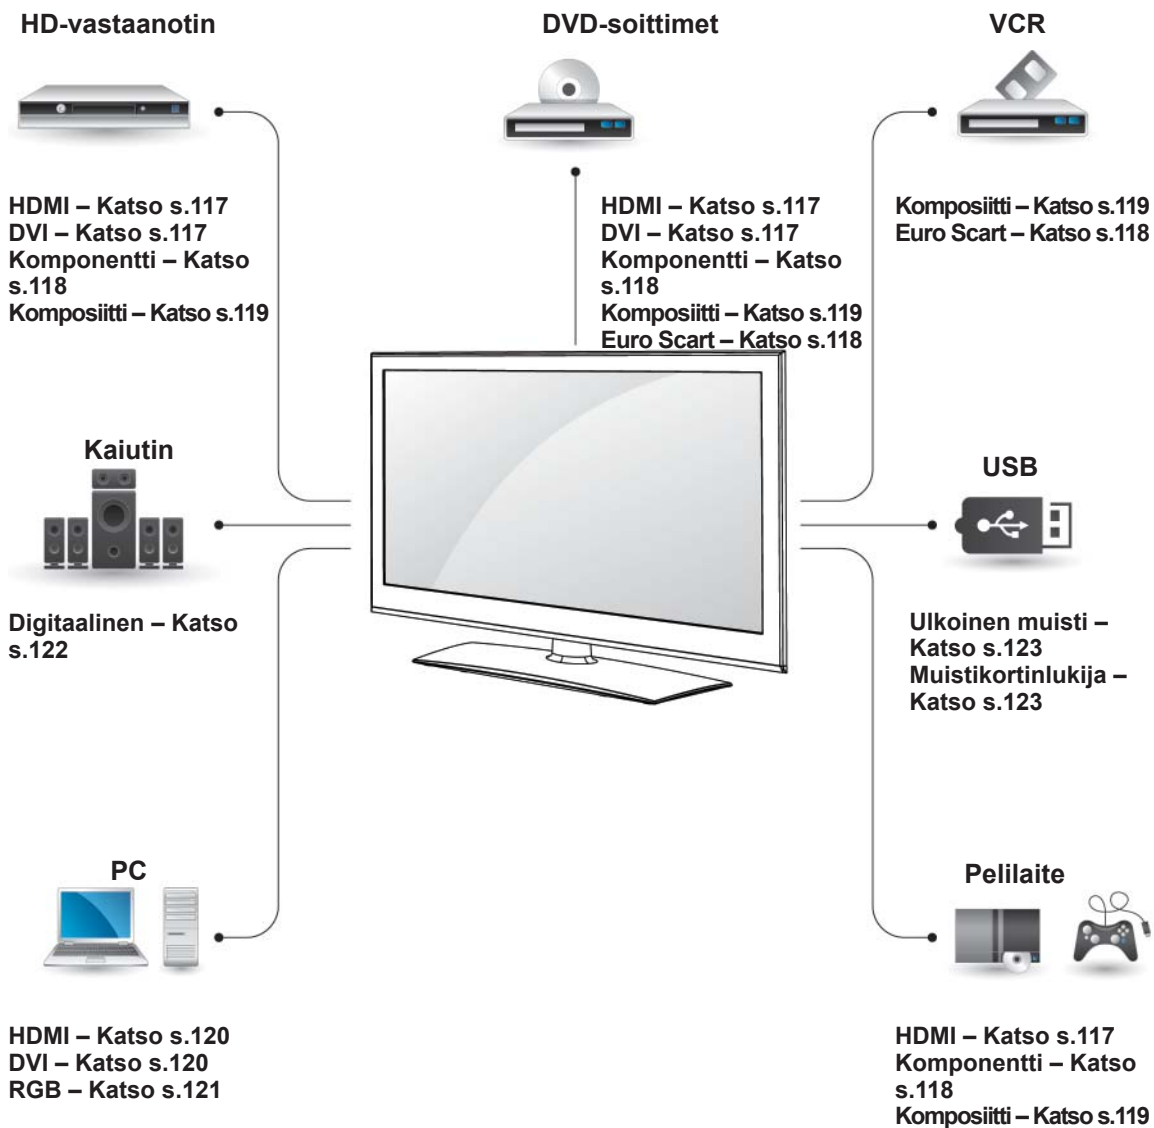 HD-vastaanotin
HDMI – Katso s.117
DVI – Katso s.117
Komponentti – Katso
s.118
Komposiitti – Katso s.119
DVD-soittimet
HDMI – Katso s.117
DVI – Katso s.117
Komponentti – Katso
s.118
Komposiitti – Katso s.119
Euro Scart – Katso s.118
VCR
Komposiitti – Katso s.119
Euro Scart – Katso s.118
Kaiutin
Digitaalinen – Katso
s.122
USB
Ulkoinen muisti –
Katso s.123
Muistikortinlukija –
Katso s.123
PC
HDMI – Katso s.120
DVI – Katso s.120
RGB – Katso s.121
Pelilaite
HDMI – Katso s.117
Komponentti – Katso
s.118
Komposiitti – Katso s.119